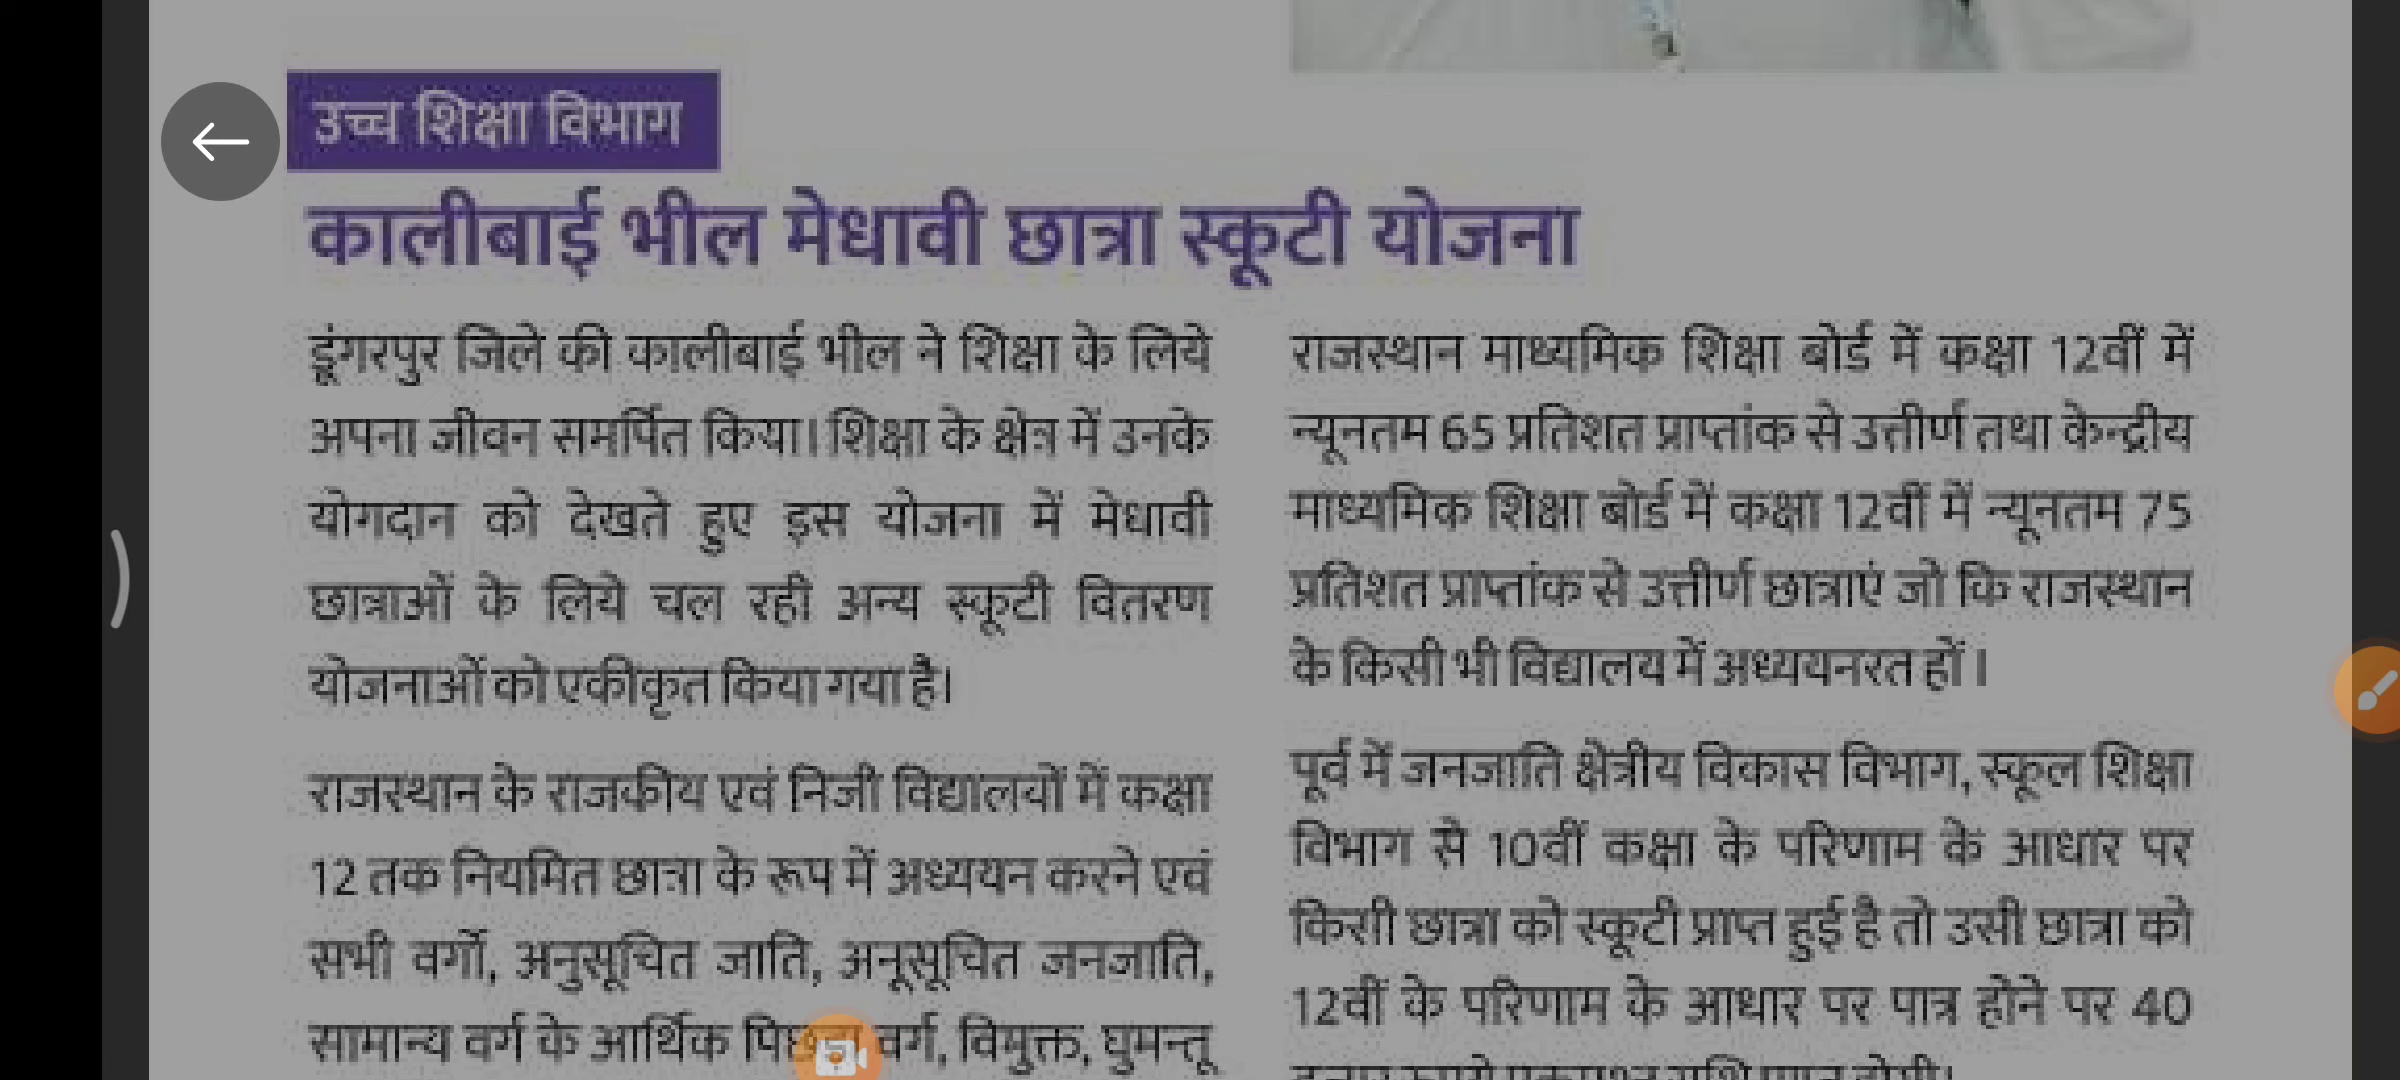 उच्च शिक्षा विभाग
कालीबाई भील मेधावी छात्रा स्कूटी योजना
डूंगरपुर जिले की कालीबाई भील ने शिक्षा के लिये
अपना जीवन समर्पित किया। शिक्षा के क्षेत्र में उनके
योगदान को देखते हुए इस योजना में मेधावी
छात्राओं के लिये चल रही अन्य स्कूटी वितरण
योजनाओं को एकीकृत किया गया है।
राजस्थान के राजकीय एवं निजी विद्यालयों में कक्षा
12 तक नियमित छात्रा के रूप में अध्ययन करने एवं
सभी वर्गो, अनुसूचित जाति, अनूसूचित जनजाति,
सामान्य वर्ग के आर्थिक वर्ग, विमुक्त, घुमन्तू
राजस्थान माध्यमिक शिक्षा बोर्ड में कक्षा 12वीं में
न्यूनतम 65 प्रतिशत प्राप्तांक से उत्तीर्ण तथा केन्द्रीय
माध्यमिक शिक्षा बोर्ड में कक्षा 12वीं में न्यूनतम 75
प्रतिशत प्राप्तांक से उत्तीर्ण छात्राएं जो कि राजस्थान
के किसी भी विद्यालय में अध्ययनरत हों ।
पूर्व में जनजाति क्षेत्रीय विकास विभाग, स्कूल शिक्षा
विभाग से 10वीं कक्षा के परिणाम के आधार पर
किसी छात्रा को स्कूटी प्राप्त हुई है तो उसी छात्रा को
12वीं के परिणाम के आधार पर पात्र होने पर 40